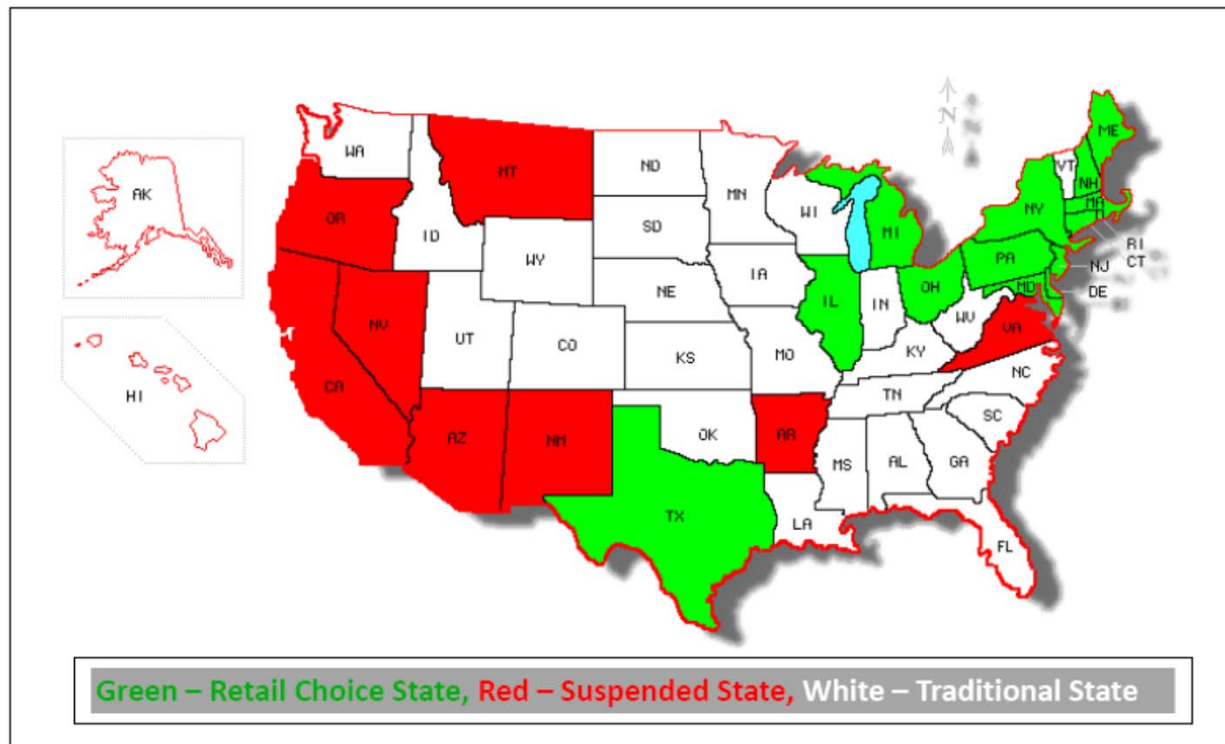 N
ME
WA
MT
ND
MN
VT
NH
AK
OR
ID
SD
WI
NY
MA
MI
WY
RI
CT
IA
PA
NJ
NE
OH
MD
DE
NV
IL
IN
UT
CO
WV
VA
KS
MO
KY
CA
NC
HI
TN
AZ
NM
OK
AR
SC
MS
AL
GA
TX
LA
FL
Green – Retail Choice State, Red – Suspended State, White – Traditional State